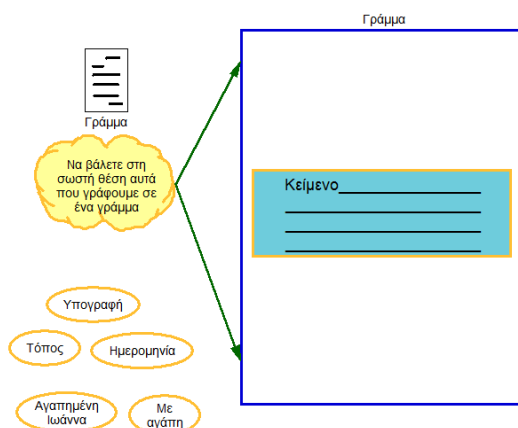 Γράμμα
Γράμμα
Να βάλετε στη
σωστή θέση αυτά
που γράφουμε σε
ένα γράμμα
Κείμενο
Υπογραφή
Τόπος
Ημερομηνία
Αγαπημένη
Ιωάννα
Με
αγάπη